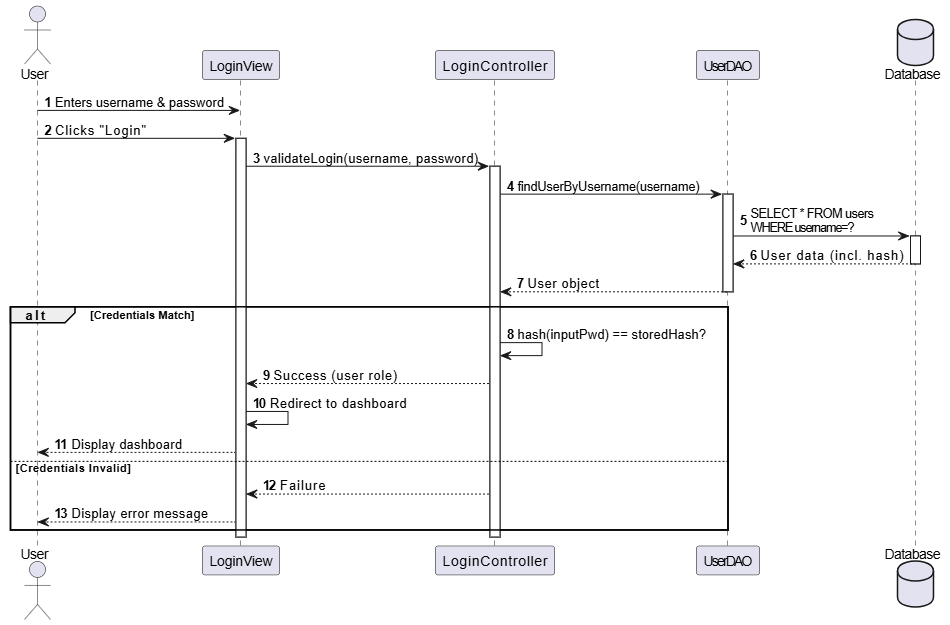 User
LoginView
LoginController
UserDAO
Database
1 Enters username & password
2 Clicks "Login"
3 validateLogin(username, password)
4 findUserByUsername(username)
5 SELECT * FROM users
WHERE username=?
6 User data (incl. hash)
7 User object
alt [Credentials Match]
8 hash(inputPwd) == storedHash?
9 Success (user role)
10 Redirect to dashboard
11 Display dashboard
[Credentials Invalid]
12 Failure
13 Display error message
User
LoginView
LoginController
UserDAO
Database